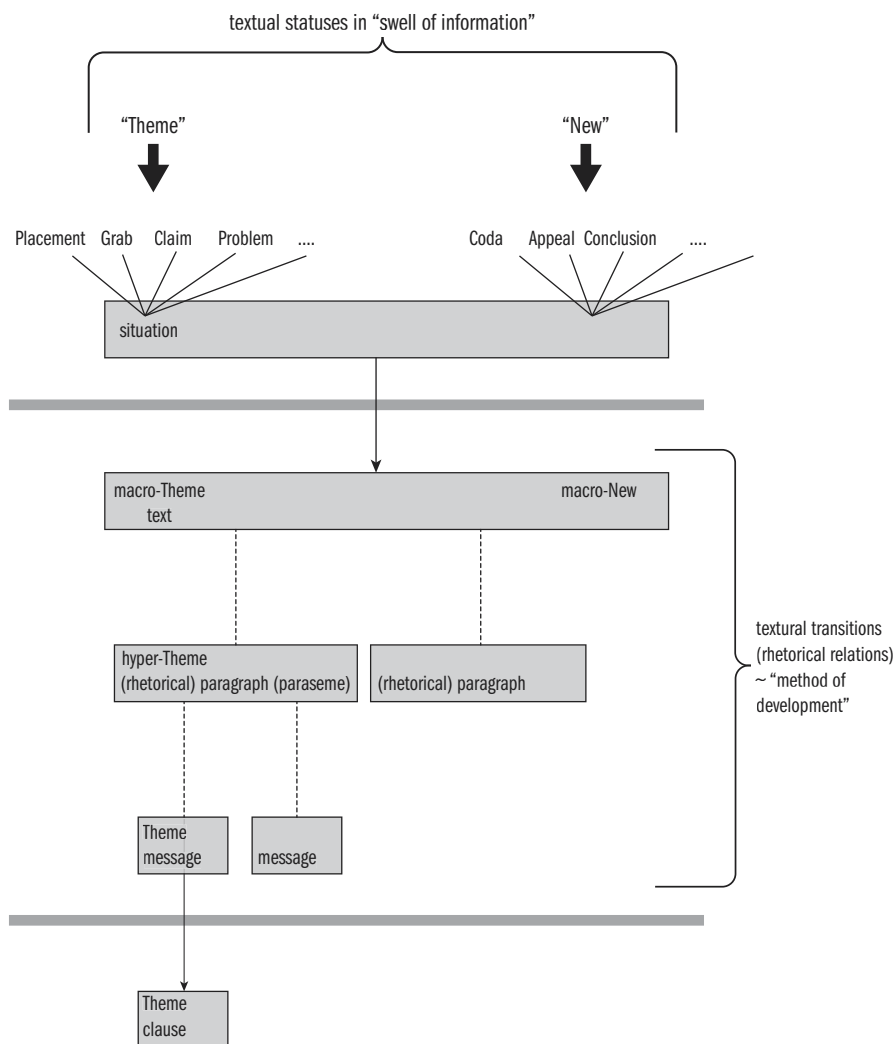 textual statuses in “swell of information”
“Theme” “New”
Placement Grab Claim Problem .... Coda Appeal Conclusion ....
situation
macro-Theme macro-New
text
hyper-Theme
(rhetorical) paragraph (paraseme) (rhetorical) paragraph
textural transitions
(rhetorical relations)
~ “method of
development”
Theme
message message
Theme
clause